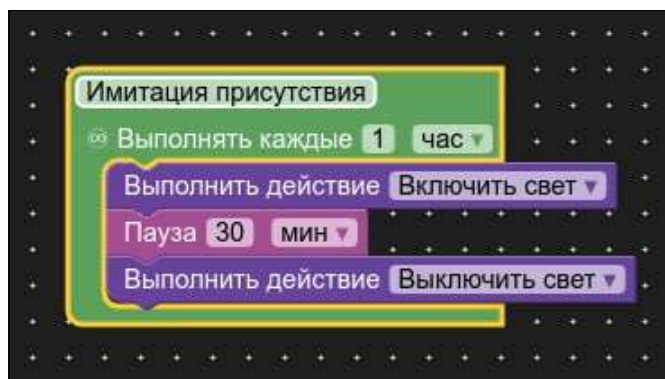 Имитация присутствия
∞ Выполнять каждые 1 час
Выполнить действие Включить свет
Пауза 30 мин
Выполнить действие Выключить свет